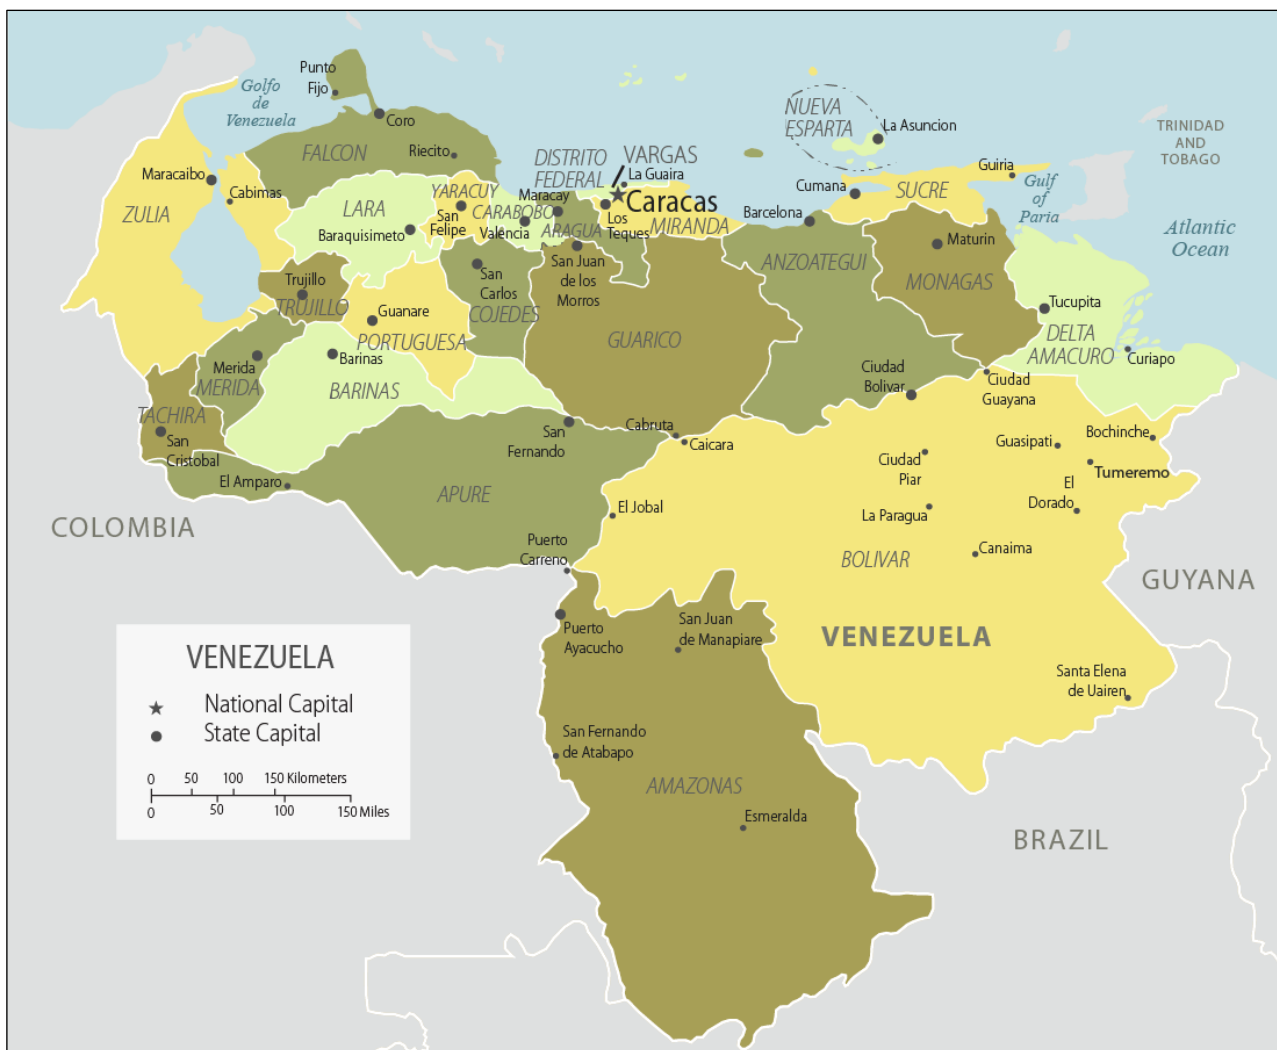 Punto
Fijo
Golfo
de
Venezuela
Coro
FALCON
Riecito
Maracaibo
Cabimas
ZULIA
LARA
Baraquisimeto
YARACUY
San
Felipe
CARABOBO
Valencia
DISTRITO
FEDERAL
VARGAS
La Guaira
Maracay
Caracas
ARAGUA
Los
Teques
MIRANDA
NUEVA
ESPARTA
La Asuncion
TRINIDAD
AND
TOBAGO
Guiria
Cumana
SUCRE
Gulf
of
Paria
Barcelona
Atlantic
Ocean
Trujillo
TRUJILLO
San
Carlos
COJEDES
San Juan
de los
Morros
ANZOATEGUI
Maturin
MONAGAS
Guanare
PORTUGUESA
GUARICO
Tucupita
DELTA
AMACURO
Curiapo
Merida
MERIDA
Barinas
BARINAS
Ciudad
Bolivar
Ciudad
Guayana
TACHIRA
San
Cristobal
San
Fernando
Cabruta
Caicara
Guasipati
Bochinche
Ciudad
Piar
Tumeremo
El Amparo
APURE
El Jobal
La Paragua
El
Dorado
COLOMBIA
Puerto
Carreno
BOLIVAR
Canaima
GUYANA
Puerto
Ayacucho
San Juan
de Manapiare
VENEZUELA
Santa Elena
de Uairen
San Fernando
de Atabapo
AMAZONAS
Esmeralda
BRAZIL
VENEZUELA
National Capital
State Capital
0 50 100 150 Kilometers
0 50 100 150 Miles